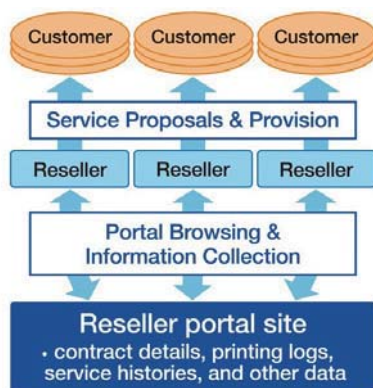 Customer Customer Customer
Service Proposals & Provision
Reseller Reseller Reseller
Portal Browsing &
Information Collection
Reseller portal site
• contract details, printing logs,
service histories, and other data